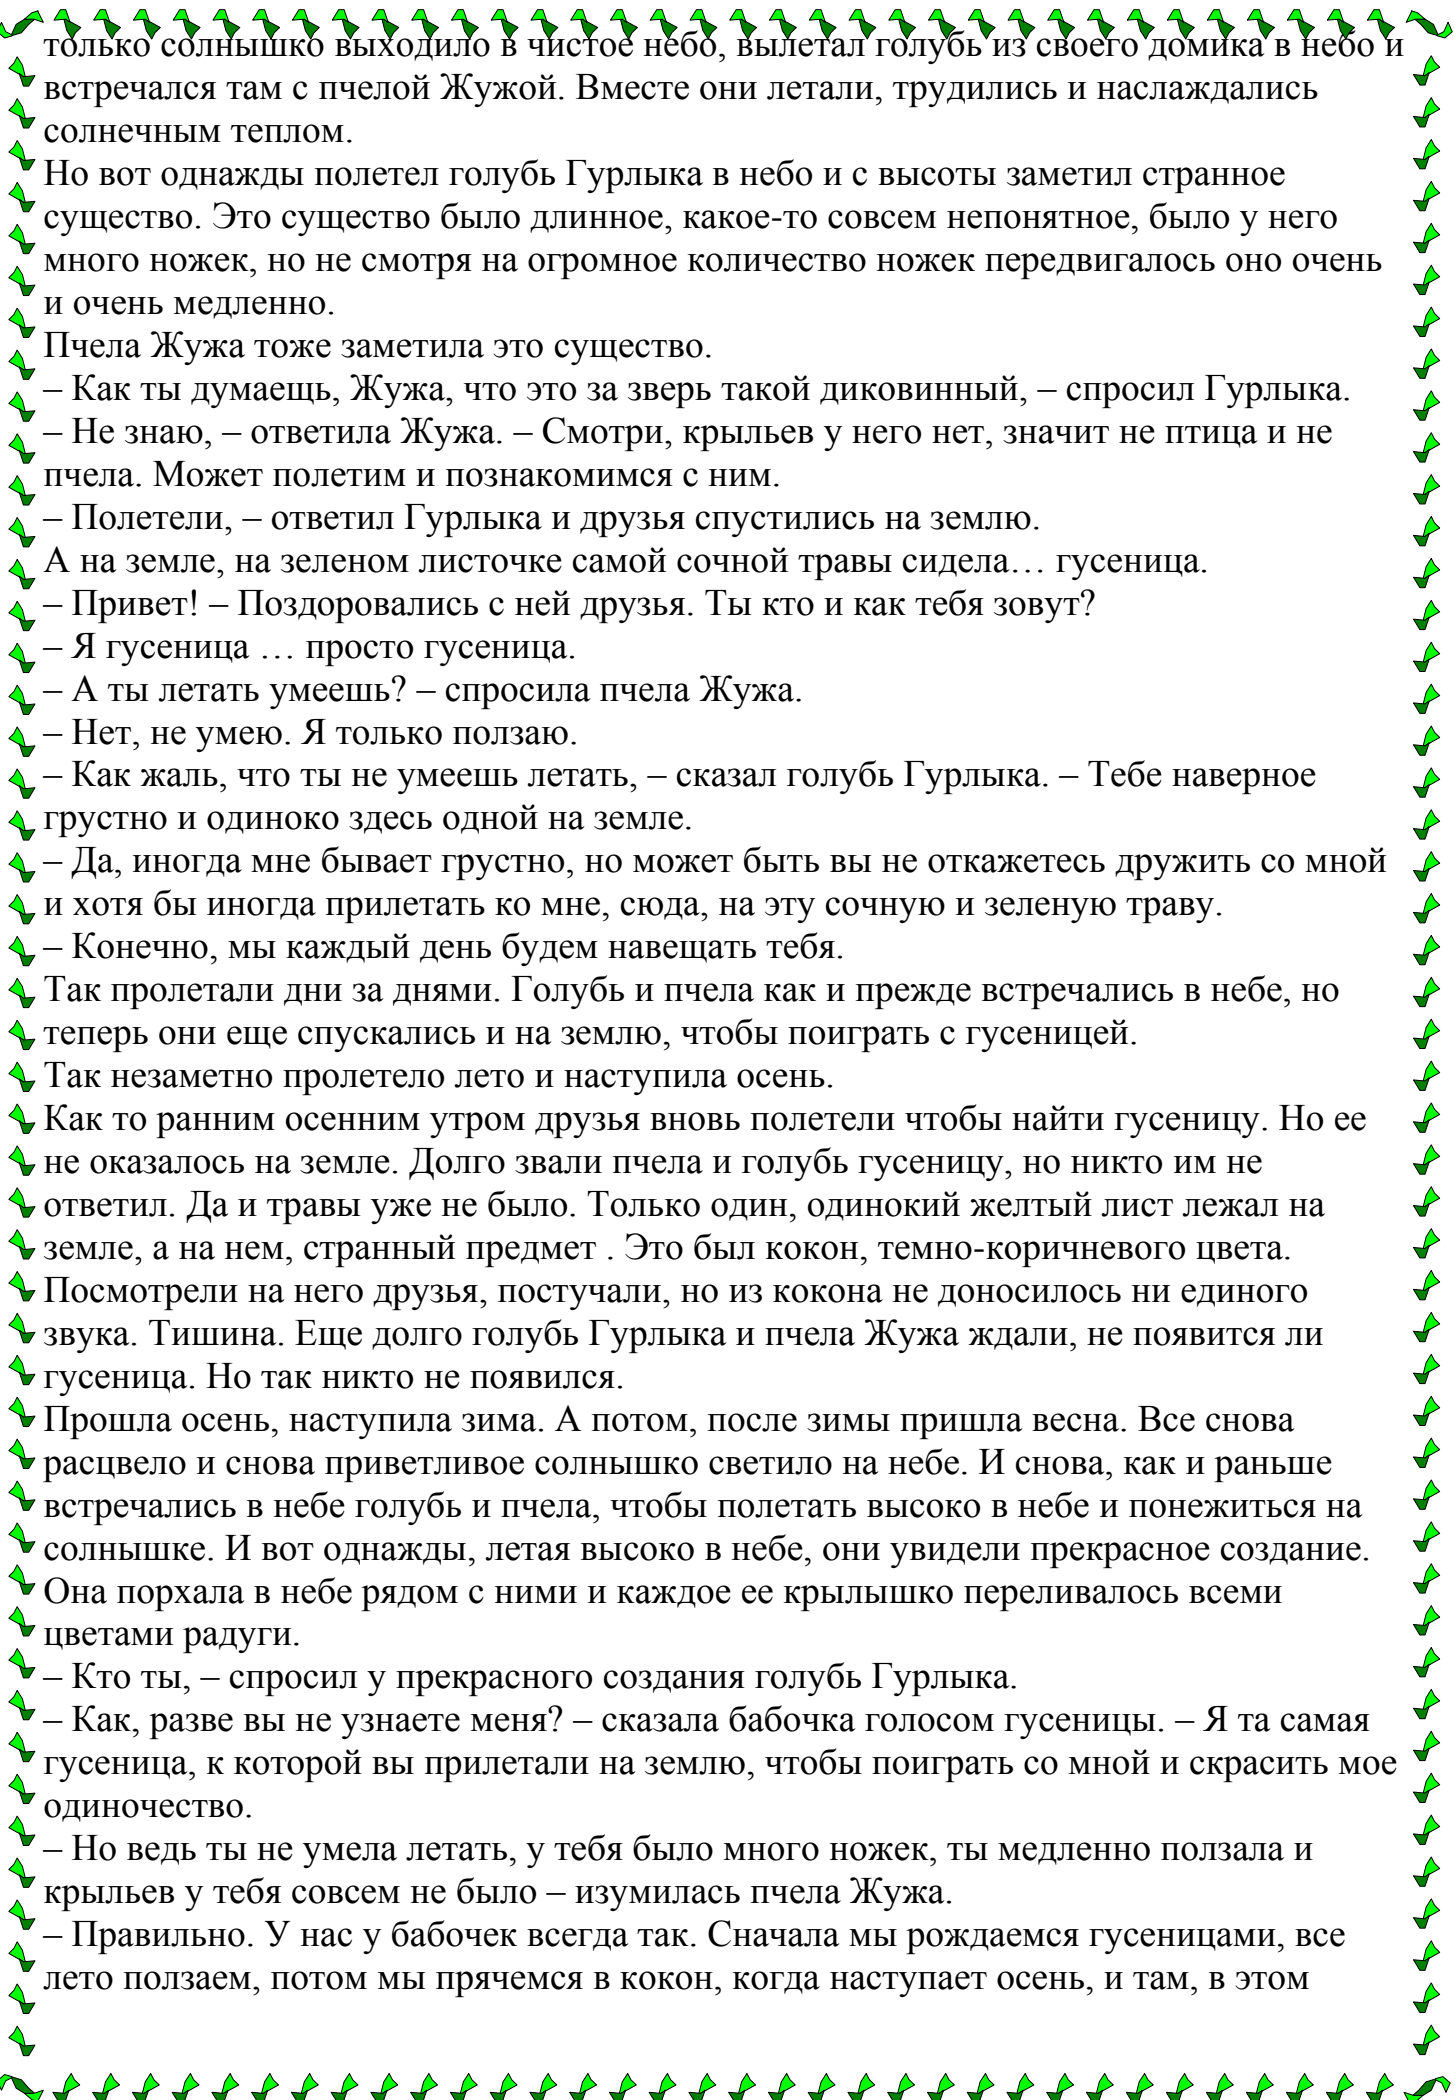 только солнышко выходило в чистое небо, вылетал голубь из своего домика в небо и
встречался там с пчелой Жужой. Вместе они летали, трудились и наслаждались
солнечным теплом.
Но вот однажды полетел голубь Гурлыка в небо и с высоты заметил странное
существо. Это существо было длинное, какое-то совсем непонятное, было у него
много ножек, но не смотря на огромное количество ножек передвигалось оно очень
и очень медленно.
Пчела Жужа тоже заметила это существо.
– Как ты думаещь, Жужа, что это за зверь такой диковинный, – спросил Гурлыка.
– Не знаю, – ответила Жужа. – Смотри, крыльев у него нет, значит не птица и не
пчела. Может полетим и познакомимся с ним.
– Полетели, – ответил Гурлыка и друзья спустились на землю.
А на земле, на зеленом листочке самой сочной травы сидела… гусеница.
– Привет! – Поздоровались с ней друзья. Ты кто и как тебя зовут?
– Я гусеница … просто гусеница.
– А ты летать умеешь? – спросила пчела Жужа.
– Нет, не умею. Я только ползаю.
– Как жаль, что ты не умеешь летать, – сказал голубь Гурлыка. – Тебе наверное
грустно и одиноко здесь одной на земле.
– Да, иногда мне бывает грустно, но может быть вы не откажетесь дружить со мной
и хотя бы иногда прилетать ко мне, сюда, на эту сочную и зеленую траву.
– Конечно, мы каждый день будем навещать тебя.
Так пролетали дни за днями. Голубь и пчела как и прежде встречались в небе, но
теперь они еще спускались и на землю, чтобы поиграть с гусеницей.
Так незаметно пролетело лето и наступила осень.
Как то ранним осенним утром друзья вновь полетели чтобы найти гусеницу. Но ее
не оказалось на земле. Долго звали пчела и голубь гусеницу, но никто им не
ответил. Да и травы уже не было. Только один, одинокий желтый лист лежал на
земле, а на нем, странный предмет . Это был кокон, темно-коричневого цвета.
Посмотрели на него друзья, постучали, но из кокона не доносилось ни единого
звука. Тишина. Еще долго голубь Гурлыка и пчела Жужа ждали, не появится ли
гусеница. Но так никто не появился.
Прошла осень, наступила зима. А потом, после зимы пришла весна. Все снова
расцвело и снова приветливое солнышко светило на небе. И снова, как и раньше
встречались в небе голубь и пчела, чтобы полетать высоко в небе и понежиться на
солнышке. И вот однажды, летая высоко в небе, они увидели прекрасное создание.
Она порхала в небе рядом с ними и каждое ее крылышко переливалось всеми
цветами радуги.
– Кто ты, – спросил у прекрасного создания голубь Гурлыка.
– Как, разве вы не узнаете меня? – сказала бабочка голосом гусеницы. – Я та самая
гусеница, к которой вы прилетали на землю, чтобы поиграть со мной и скрасить мое
одиночество.
– Но ведь ты не умела летать, у тебя было много ножек, ты медленно ползала и
крыльев у тебя совсем не было – изумилась пчела Жужа.
– Правильно. У нас у бабочек всегда так. Сначала мы рождаемся гусеницами, все
лето ползаем, потом мы прячемся в кокон, когда наступает осень, и там, в этом